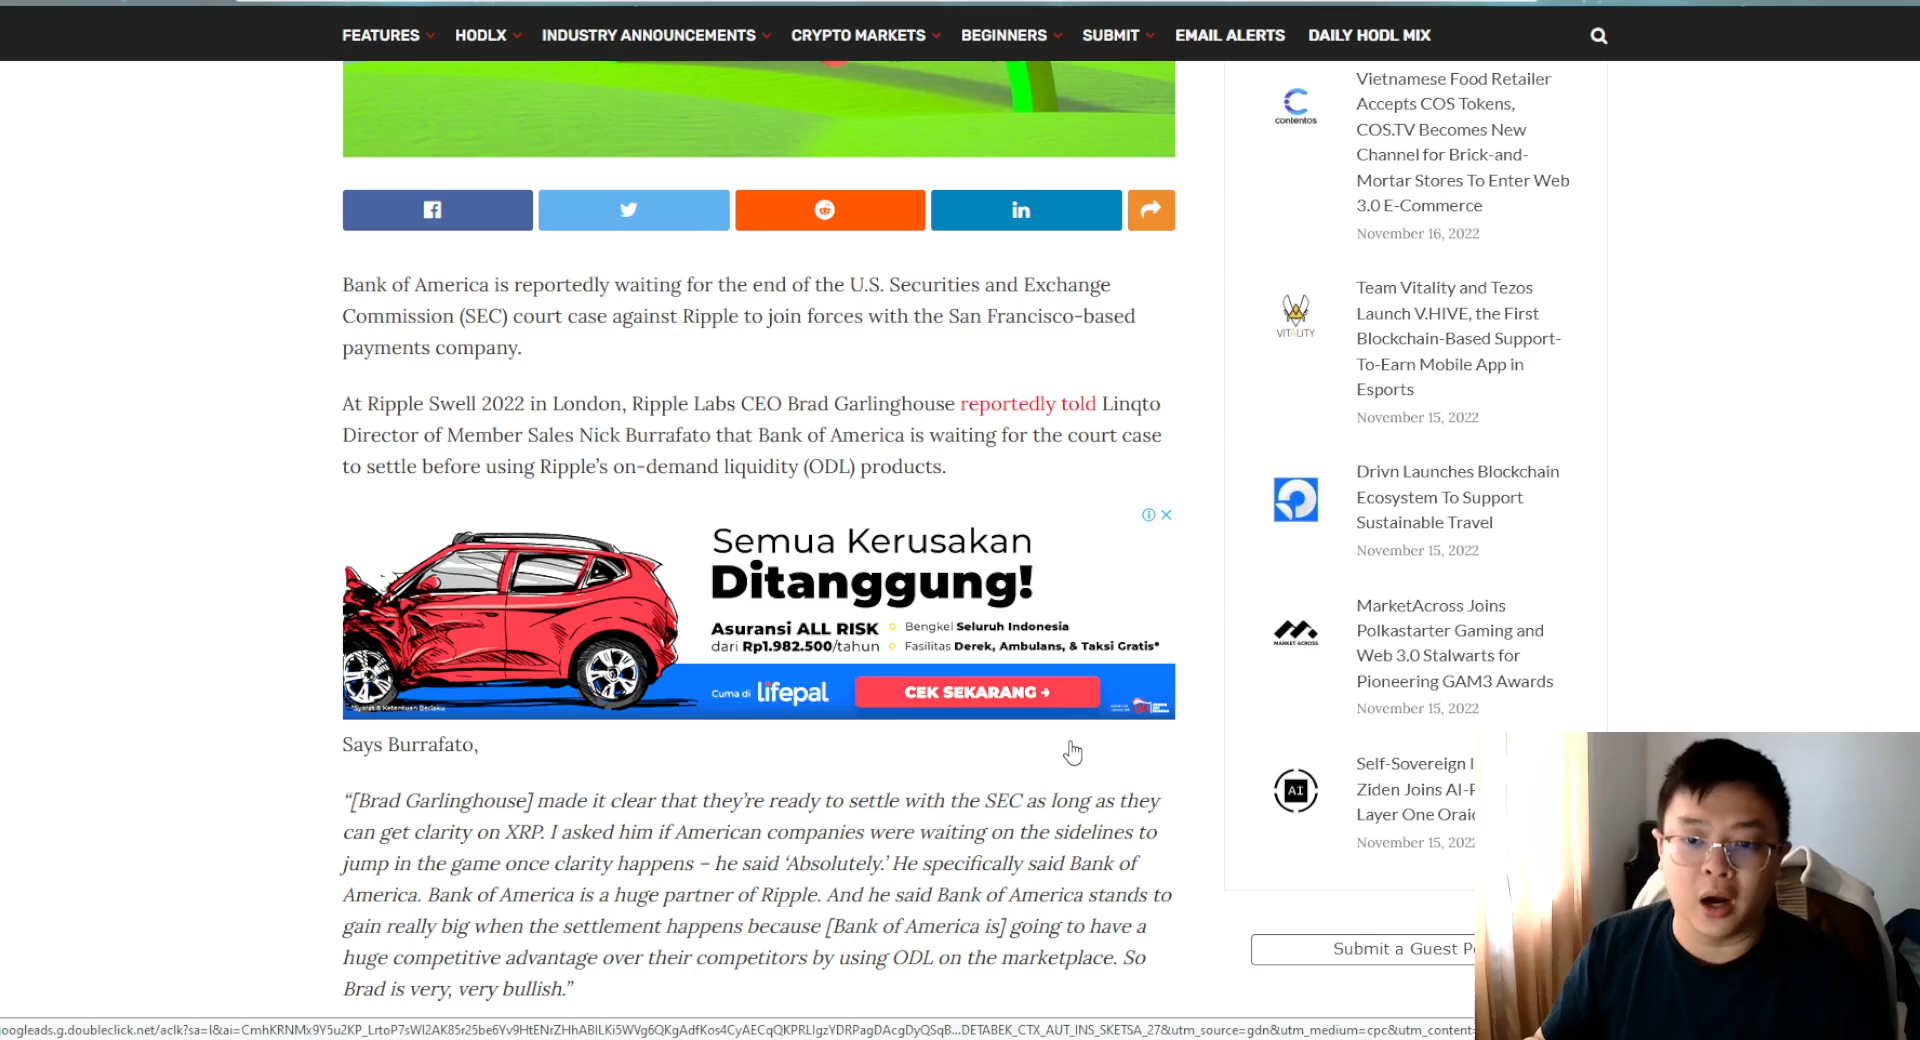 FEATURES HODLX INDUSTRY ANNOUNCEMENTS CRYPTO MARKETS BEGINNERS SUBMIT EMAIL ALERTS DAILY HODL MIX
Bank of America is reportedly waiting for the end of the U.S. Securities and Exchange
Commission (SEC) court case against Ripple to join forces with the San Francisco-based
payments company.
At Ripple Swell 2022 in London, Ripple Labs CEO Brad Garlinghouse reportedly told Linqto
Director of Member Sales Nick Burrafato that Bank of America is waiting for the court case
to settle before using Ripple's on-demand liquidity (ODL) products.
Semua Kerusakan
Ditanggung!
Asuransi ALL RISK
dari Rp1.982.500/tahun
Bengkel Seluruh Indonesia
Fasilitas Derek, Ambulans, & Taksi Gratis*
Cuma di lifepal
CEK SEKARANG →
*Syarat & Ketentuan Berlaku
Says Burrafato,
“[Brad Garlinghouse] made it clear that they're ready to settle with the SEC as long as they
can get clarity on XRP. I asked him if American companies were waiting on the sidelines to
jump in the game once clarity happens – he said ‘Absolutely.’ He specifically said Bank of
America. Bank of America is a huge partner of Ripple. And he said Bank of America stands to
gain really big when the settlement happens because [Bank of America is] going to have a
huge competitive advantage over their competitors by using ODL on the marketplace. So
Brad is very, very bullish.”
contentos
Vietnamese Food Retailer
Accepts COS Tokens,
COS.TV Becomes New
Channel for Brick-and-
Mortar Stores To Enter Web
3.0 E-Commerce
November 16, 2022
VITALITY
Team Vitality and Tezos
Launch V.HIVE, the First
Blockchain-Based Support-
To-Earn Mobile App in
Esports
November 15, 2022
Drivn Launches Blockchain
Ecosystem To Support
Sustainable Travel
November 15, 2022
MARKET ACROSS
MarketAcross Joins
Polkastarter Gaming and
Web 3.0 Stalwarts for
Pioneering GAM3 Awards
November 15, 2022
AI
Self-Sovereign I
Ziden Joins AI-
Layer One Orai
November 15, 202
Submit a Guest